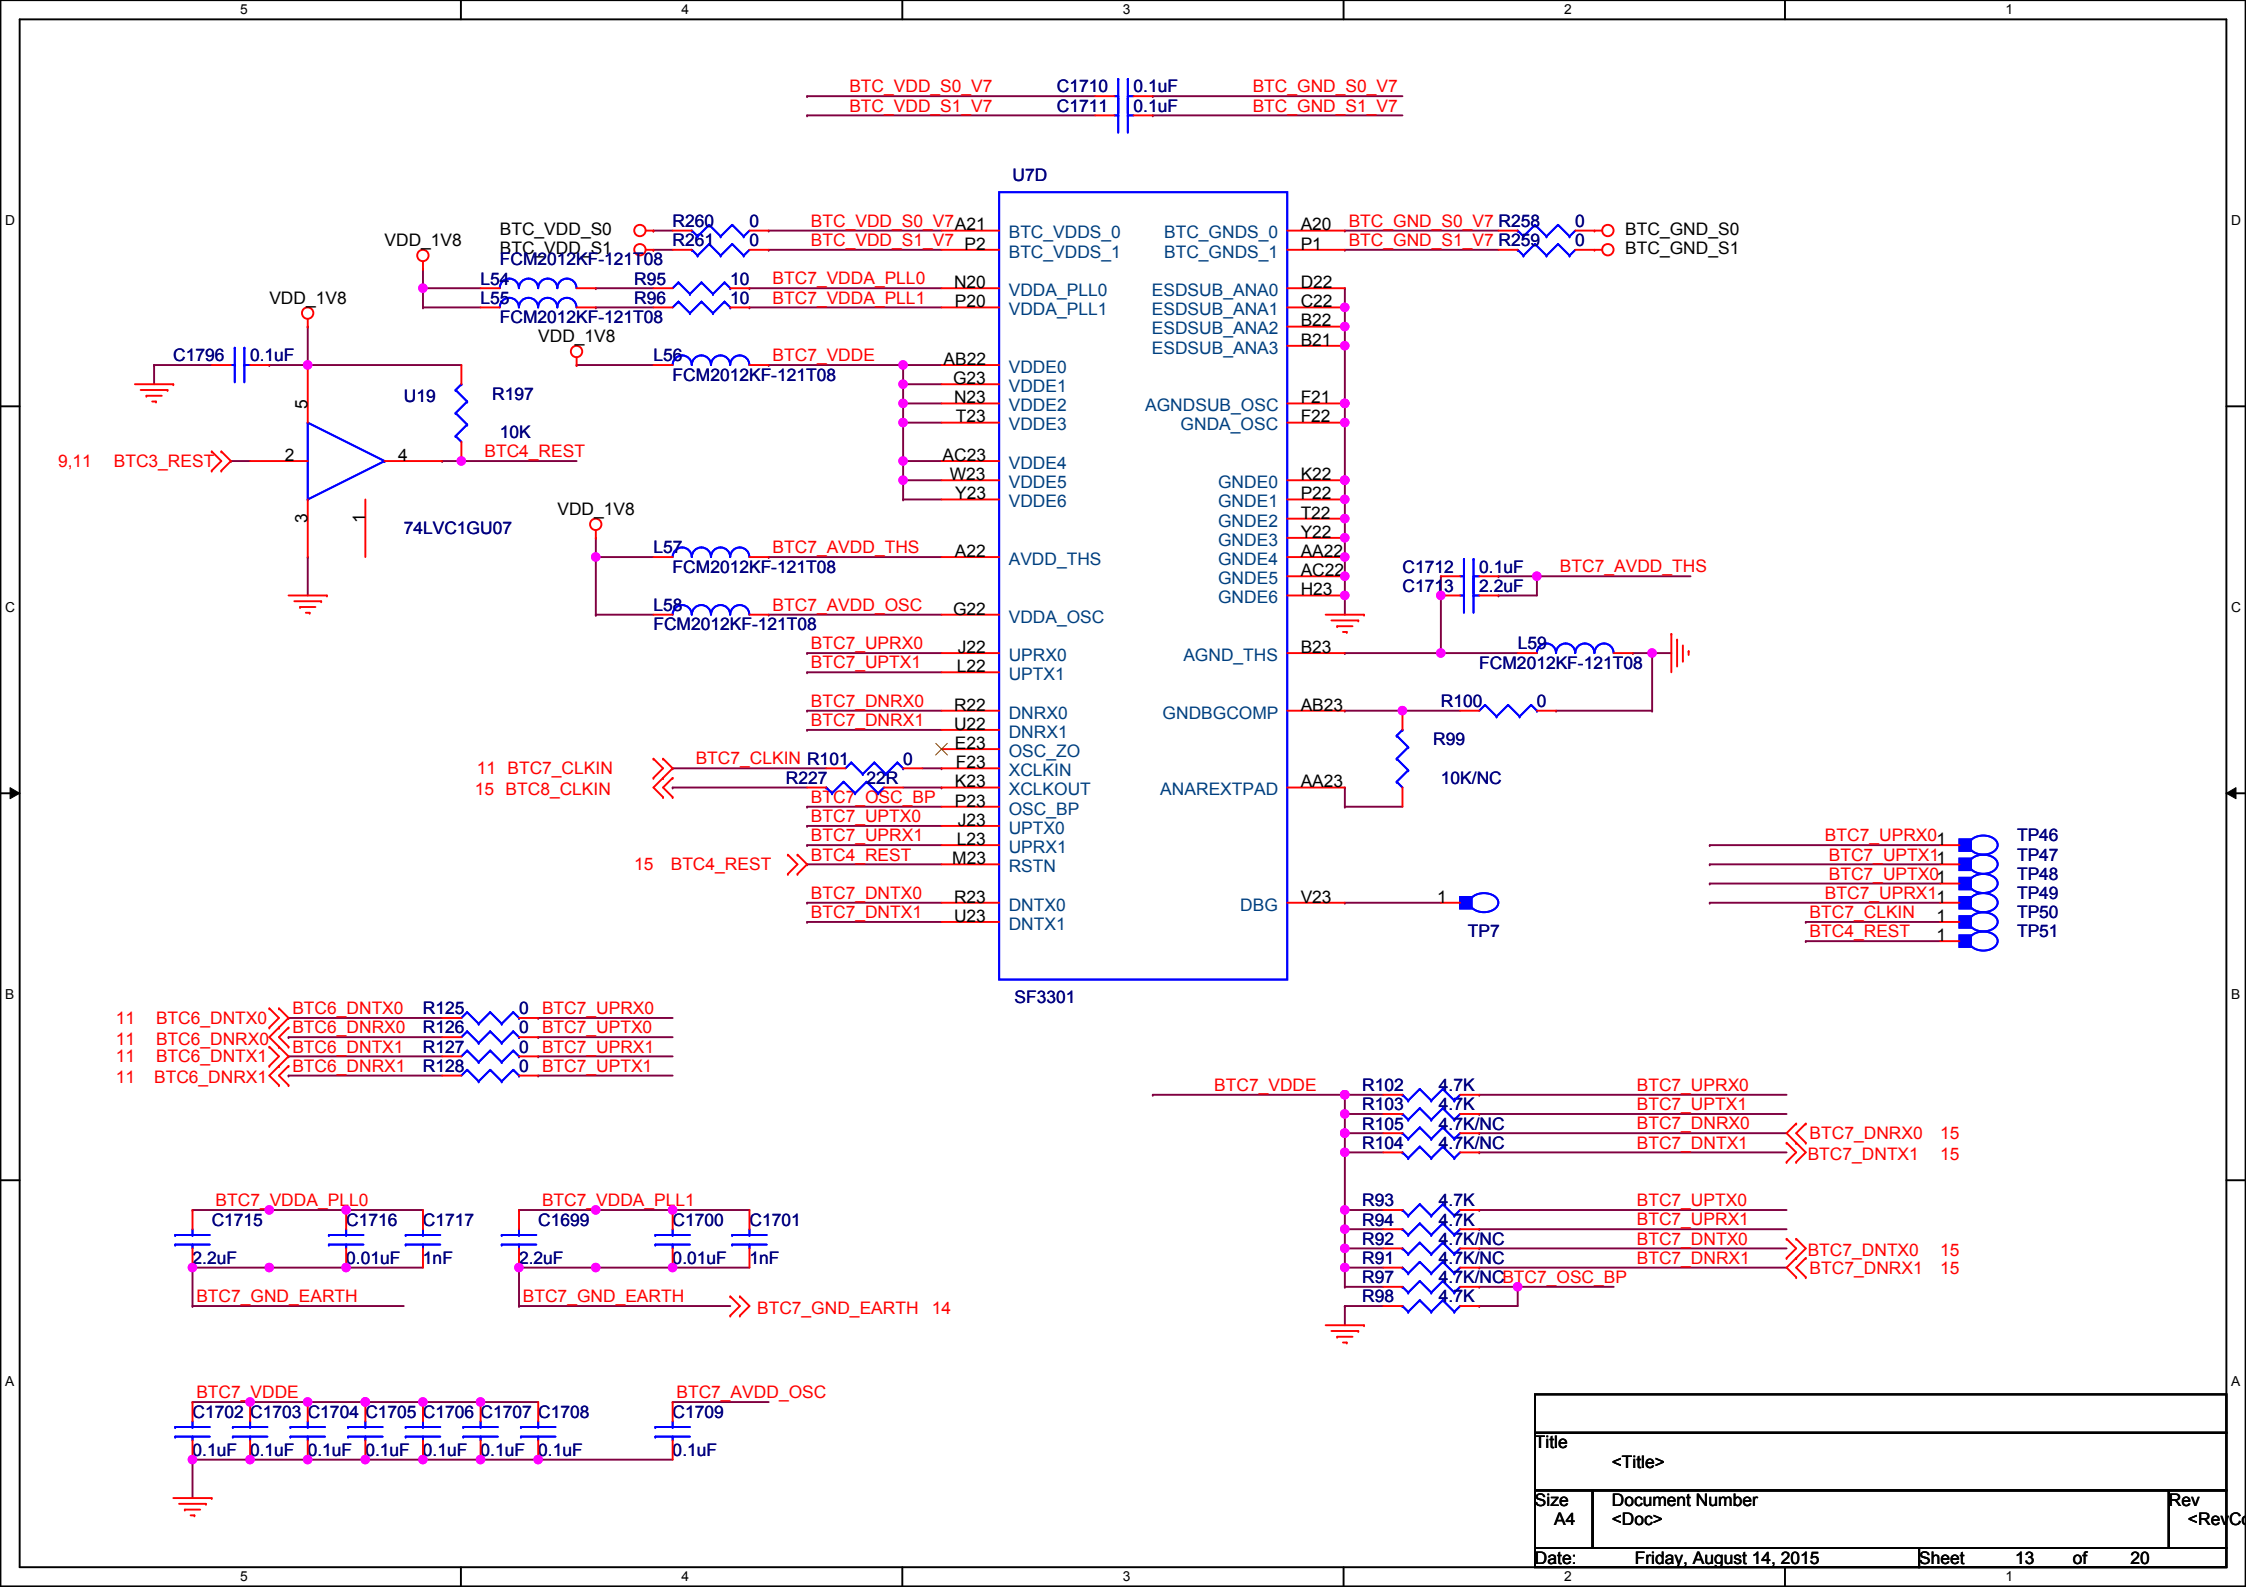 5 4 3 2 1
BTC_VDD_S0_V7 C1710 0.1uF BTC_GND_S0_V7
BTC_VDD_S1_V7 C1711 0.1uF BTC_GND_S1_V7
U7D
D D
BTC_VDD_S0 R260 0 BTC_VDD_S0_V7 A21 BTC_VDDS_0
BTC_VDD_S1 R261 0 BTC_VDD_S1_V7 P2 BTC_VDDS_1
BTC_GNDS_0 A20 BTC_GND_S0_V7 R258 0 BTC_GND_S0
BTC_GNDS_1 P1 BTC_GND_S1_V7 R259 0 BTC_GND_S1
VDD_1V8
FCM2012KF-121T08
L54 R95 10 BTC7_VDDA_PLL0 N20 VDDA_PLL0
L55 R96 10 BTC7_VDDA_PLL1 P20 VDDA_PLL1
FCM2012KF-121T08
ESDSUB_ANA0 D22
ESDSUB_ANA1 C22
ESDSUB_ANA2 B22
ESDSUB_ANA3 B21
VDD_1V8
VDD_1V8
C1796 0.1uF
L56 BTC7_VDDE AB22 VDDE0
FCM2012KF-121T08
G23 VDDE1
N23 VDDE2
T23 VDDE3
AC23 VDDE4
W23 VDDE5
Y23 VDDE6
AGNDSUB_OSC F21
GNDA_OSC F22
U19 R197
10K
5
9,11 BTC3_REST 2 4 BTC4_REST
3 1
74LVC1GU07
GNDE0 K22
GNDE1 P22
GNDE2 T22
GNDE3 Y22
GNDE4 AA22
GNDE5 AC22
GNDE6 H23
VDD_1V8
L57 BTC7_AVDD_THS A22 AVDD_THS
FCM2012KF-121T08
L58 BTC7_AVDD_OSC G22 VDDA_OSC
FCM2012KF-121T08
C C
C1712 0.1uF BTC7_AVDD_THS
C1713 2.2uF
BTC7_UPRX0 J22 UPRX0
BTC7_UPTX1 L22 UPTX1
AGND_THS B23 L59
FCM2012KF-121T08
BTC7_DNRX0 R22 DNRX0
BTC7_DNRX1 U22 DNRX1
GNDBGCOMP AB23 R100 0
R99
10K/NC
E23 OSC_ZO
11 BTC7_CLKIN BTC7_CLKIN R101 0 F23 XCLKIN
15 BTC8_CLKIN R227 22R K23 XCLKOUT
ANAREXTPAD AA23
BTC7_OSC_BP P23 OSC_BP
BTC7_UPTX0 J23 UPTX0
BTC7_UPRX1 L23 UPRX1
15 BTC4_REST BTC4_REST M23 RSTN
BTC7_DNTX0 R23 DNTX0
BTC7_DNTX1 U23 DNTX1
DBG V23 1
TP7
SF3301
BTC7_UPRX0 1 TP46
BTC7_UPTX1 1 TP47
BTC7_UPTX0 1 TP48
BTC7_UPRX1 1 TP49
BTC7_CLKIN 1 TP50
BTC4_REST 1 TP51
B B
11 BTC6_DNTX0 BTC6_DNTX0 R125 0 BTC7_UPRX0
11 BTC6_DNRX0 BTC6_DNRX0 R126 0 BTC7_UPTX0
11 BTC6_DNTX1 BTC6_DNTX1 R127 0 BTC7_UPRX1
11 BTC6_DNRX1 BTC6_DNRX1 R128 0 BTC7_UPTX1
BTC7_VDDE R102 4.7K BTC7_UPRX0
R103 4.7K BTC7_UPTX1
R105 4.7K/NC BTC7_DNRX0 BTC7_DNRX0 15
R104 4.7K/NC BTC7_DNTX1 BTC7_DNTX1 15
R93 4.7K BTC7_UPTX0
R94 4.7K BTC7_UPRX1
R92 4.7K/NC BTC7_DNTX0 BTC7_DNTX0 15
R91 4.7K/NC BTC7_DNRX1 BTC7_DNRX1 15
R97 4.7K/NC BTC7_OSC_BP
R98 4.7K
BTC7_VDDA_PLL0 BTC7_VDDA_PLL1
C1715 C1716 C1717 C1699 C1700 C1701
2.2uF 0.01uF 1nF 2.2uF 0.01uF 1nF
BTC7_GND_EARTH BTC7_GND_EARTH BTC7_GND_EARTH 14
A A
BTC7_VDDE BTC7_AVDD_OSC
C1702 C1703 C1704 C1705 C1706 C1707 C1708 C1709
0.1uF 0.1uF 0.1uF 0.1uF 0.1uF 0.1uF 0.1uF 0.1uF
Title
<Title>
Size Document Number Rev
A4 <Doc>
Date: Friday, August 14, 2015 Sheet 13 of 20
5 4 3 2 1